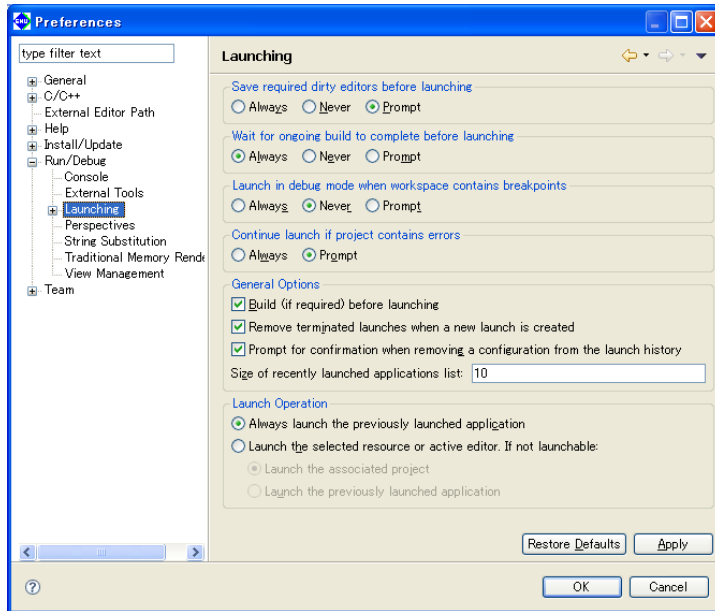 Preferences
type filter text
General
C/C++
External Editor Path
Help
Install/Update
Run/Debug
Console
External Tools
Launching
Perspectives
String Substitution
Traditional Memory Rende
View Management
Team
Launching
Save required dirty editors before launching
Always Never Prompt
Wait for ongoing build to complete before launching
Always Never Prompt
Launch in debug mode when workspace contains breakpoints
Always Never Prompt
Continue launch if project contains errors
Always Prompt
General Options
Build (if required) before launching
Remove terminated launches when a new launch is created
Prompt for confirmation when removing a configuration from the launch history
Size of recently launched applications list: 10
Launch Operation
Always launch the previously launched application
Launch the selected resource or active editor. If not launchable:
Launch the associated project
Launch the previously launched application
Restore Defaults Apply
OK Cancel